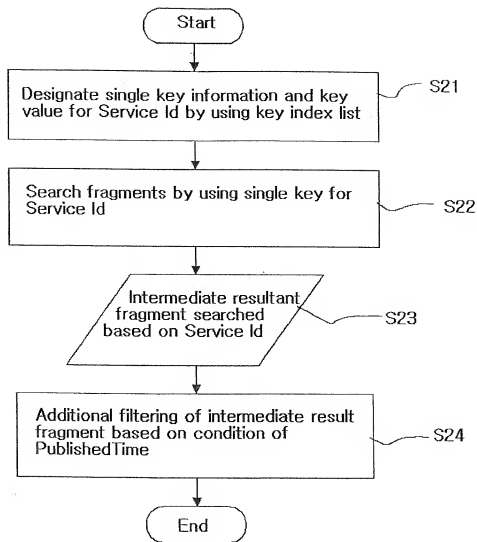 Start
Designate single key information and key
value for Service Id by using key index list
S21
Search fragments by using single key for
Service Id
S22
Intermediate resultant
fragment searched
based on Service Id
S23
Additional filtering of intermediate result
fragment based on condition of
PublishedTime
S24
End